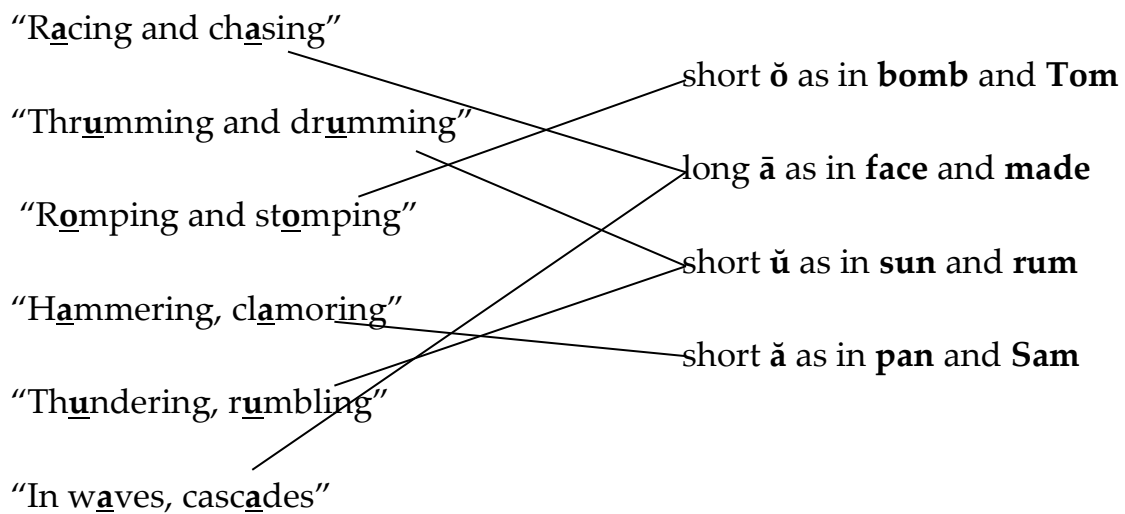 “Racing and chasing”
short ŏ as in bomb and Tom
“Thrumming and drumming”
long ā as in face and made
“Romping and stomping”
short ŭ as in sun and rum
“Hammering, clamoring”
short ă as in pan and Sam
“Thundering, rumbling”
“In waves, cascades”